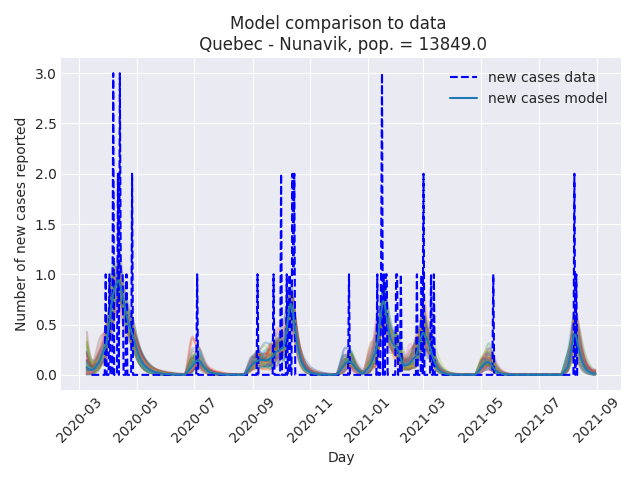 Model comparison to data
Quebec - Nunavik, pop. = 13849.0
new cases data
new cases model
Number of new cases reported
3.0
2.5
2.0
1.5
1.0
0.5
0.0
2020-03
2020-05
2020-07
2020-09
2020-11
2021-01
2021-03
2021-05
2021-07
2021-09
Day